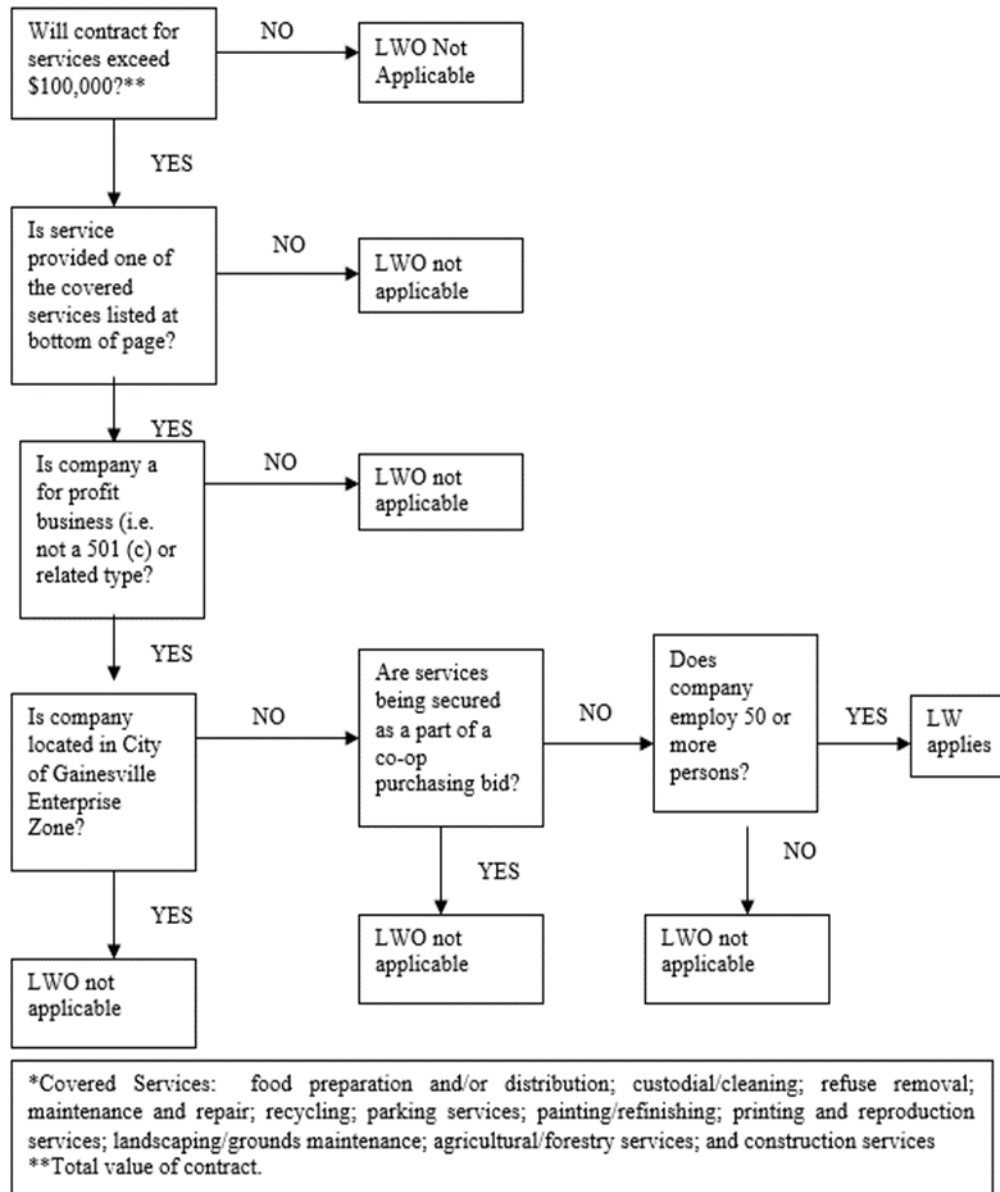 Will contract for
services exceed
$100,000?**
NO
LWO Not
Applicable
YES
Is service
provided one of
the covered
services listed at
bottom of page?
NO
LWO not
applicable
YES
Is company a
for profit
business (i.e.
not a 501 (c) or
related type?
NO
LWO not
applicable
YES
Is company
located in City
of Gainesville
Enterprise
Zone?
NO
Are services
being secured
as a part of a
co-op
purchasing bid?
NO
Does
company
employ 50 or
more
persons?
YES
LW
applies
YES
LWO not
applicable
YES
LWO not
applicable
NO
LWO not
applicable
*Covered Services: food preparation and/or distribution; custodial/cleaning; refuse removal;
maintenance and repair; recycling; parking services; painting/refinishing; printing and reproduction
services; landscaping/grounds maintenance; agricultural/forestry services; and construction services
**Total value of contract.